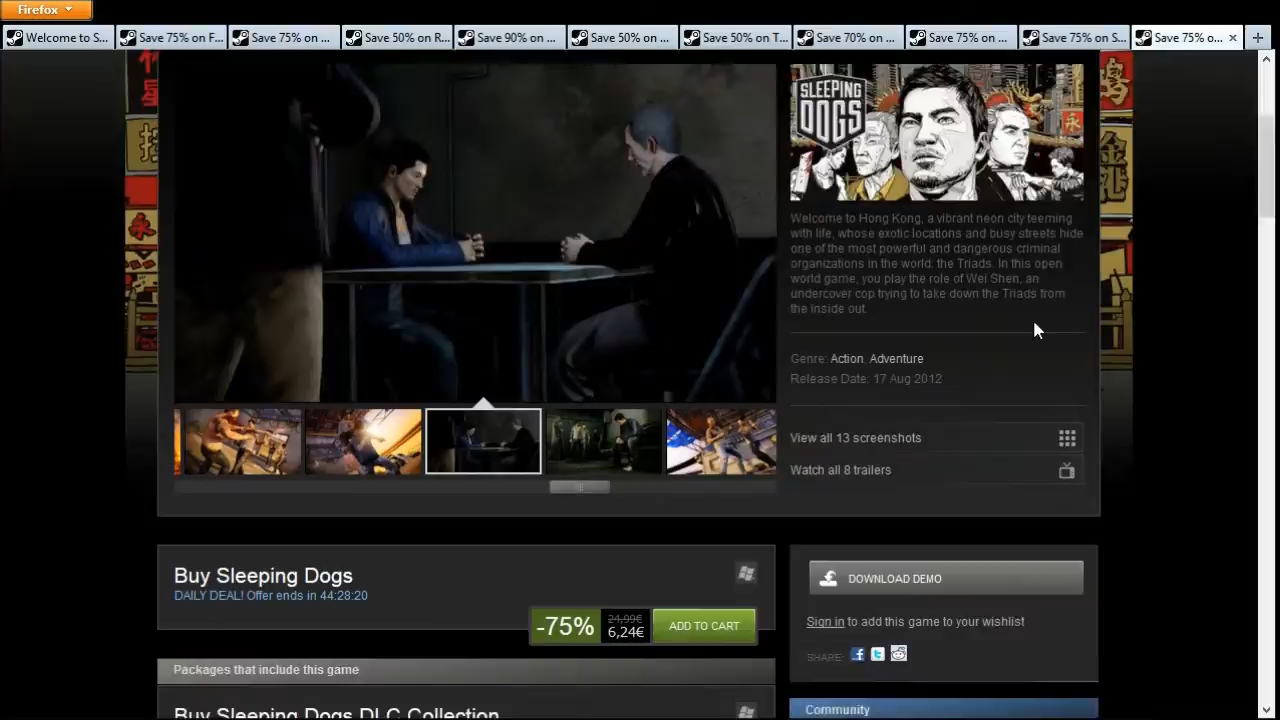 Firefox
Welcome to S...
Save 75% on F...
Save 75% on ...
Save 50% on R...
Save 90% on ...
Save 50% on ...
Save 50% on T...
Save 70% on ...
Save 75% on ...
Save 75% on S...
Save 75% o...
SLEEPING
DOGS
Welcome to Hong Kong, a vibrant neon city teeming
with life, whose exotic locations and busy streets hide
one of the most powerful and dangerous criminal
organizations in the world: the Triads. In this open
world game, you play the role of Wei Shen, an
undercover cop trying to take down the Triads from
the inside out.
Genre: Action, Adventure
Release Date: 17 Aug 2012
View all 13 screenshots
Watch all 8 trailers
Buy Sleeping Dogs
DAILY DEAL! Offer ends in 44:28:20
-75%
24,99€
6,24€
ADD TO CART
DOWNLOAD DEMO
Sign in to add this game to your wishlist
SHARE:
Packages that include this game
Buy Sleeping Dogs DLC Collection
Community